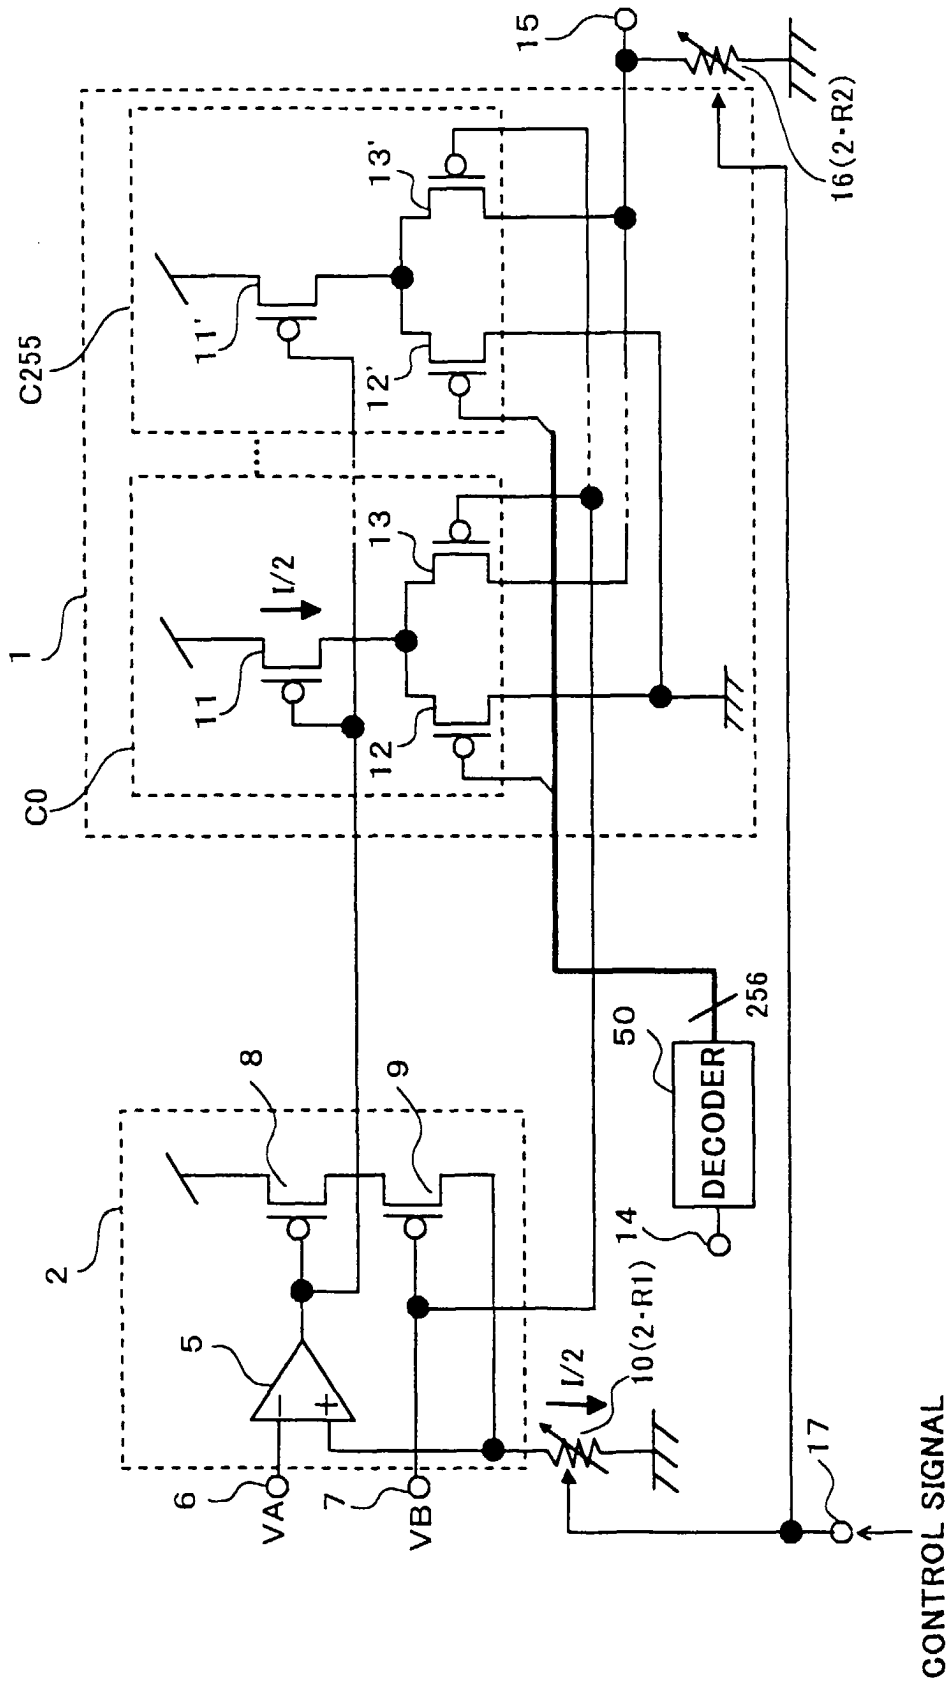 1
C0
C255
2
8
9
5
6
VA
7
VB
I/2
10(2·R1)
11
I/2
12
13
11'
12'
13'
15
16(2·R2)
14
50
DECODER
256
17
CONTROL SIGNAL